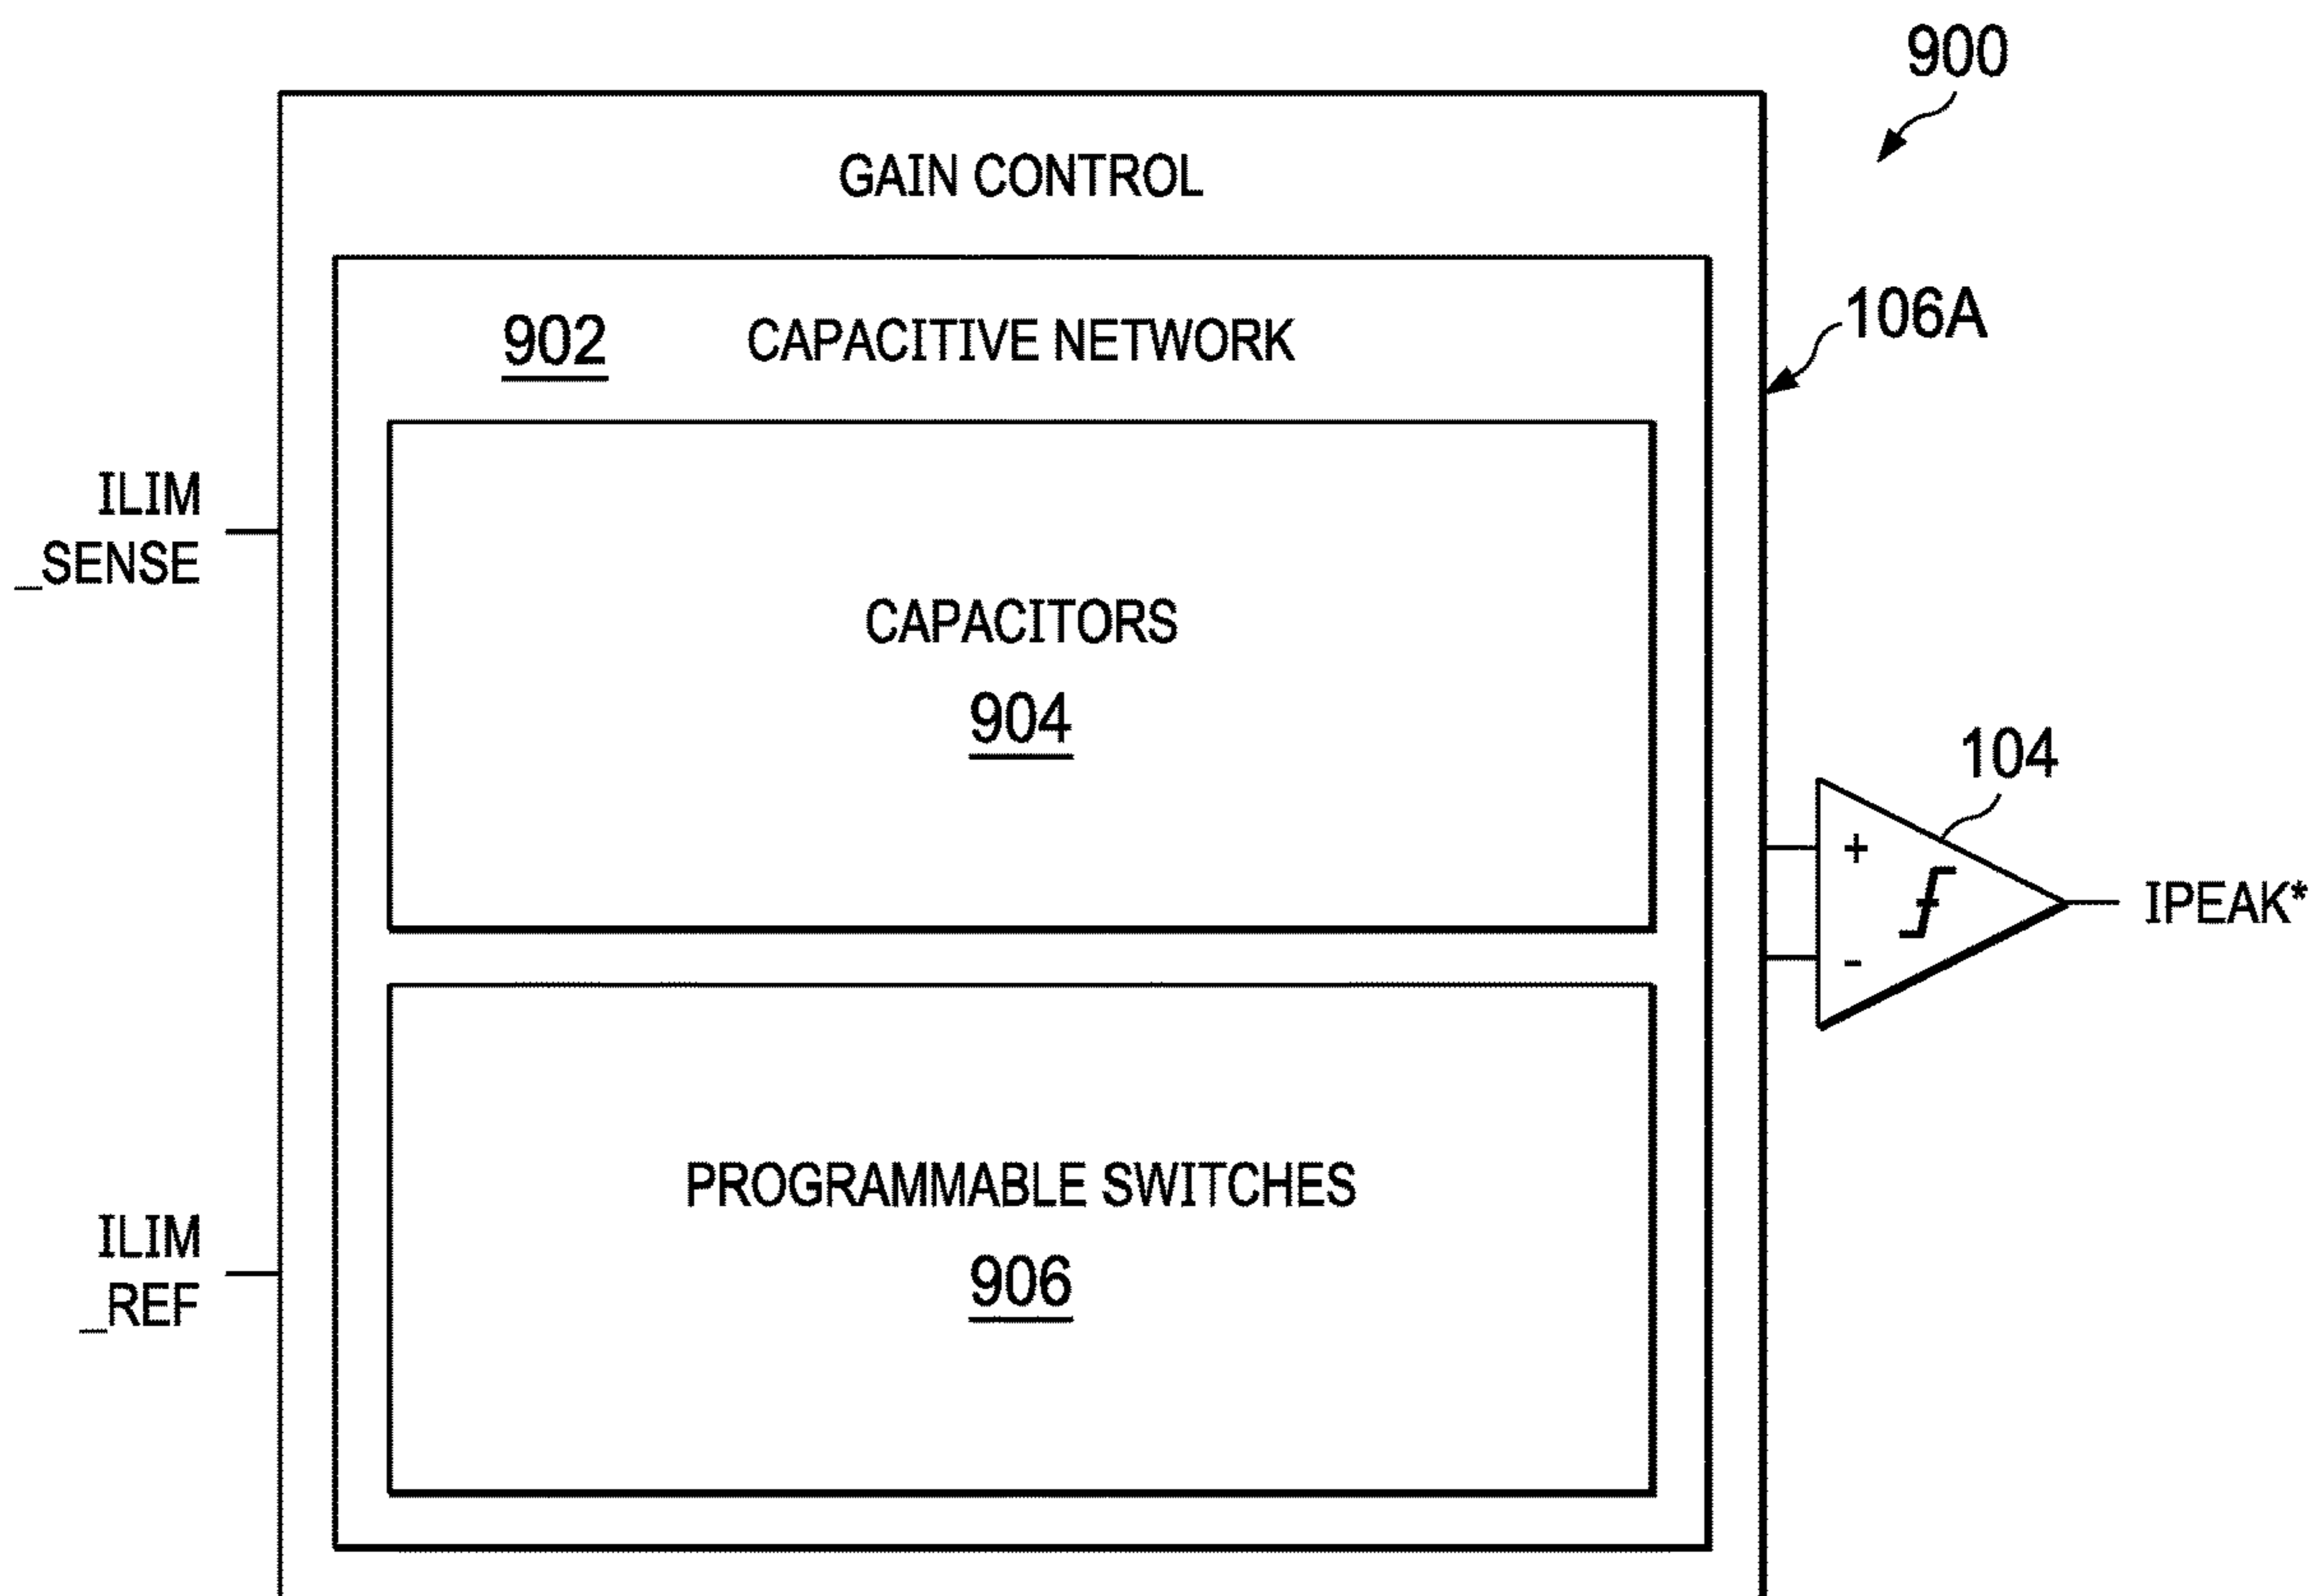 900
GAIN CONTROL
106A
902 CAPACITIVE NETWORK
ILIM
_SENSE
CAPACITORS
904
104
+
-
IPEAK*
PROGRAMMABLE SWITCHES
906
ILIM
_REF